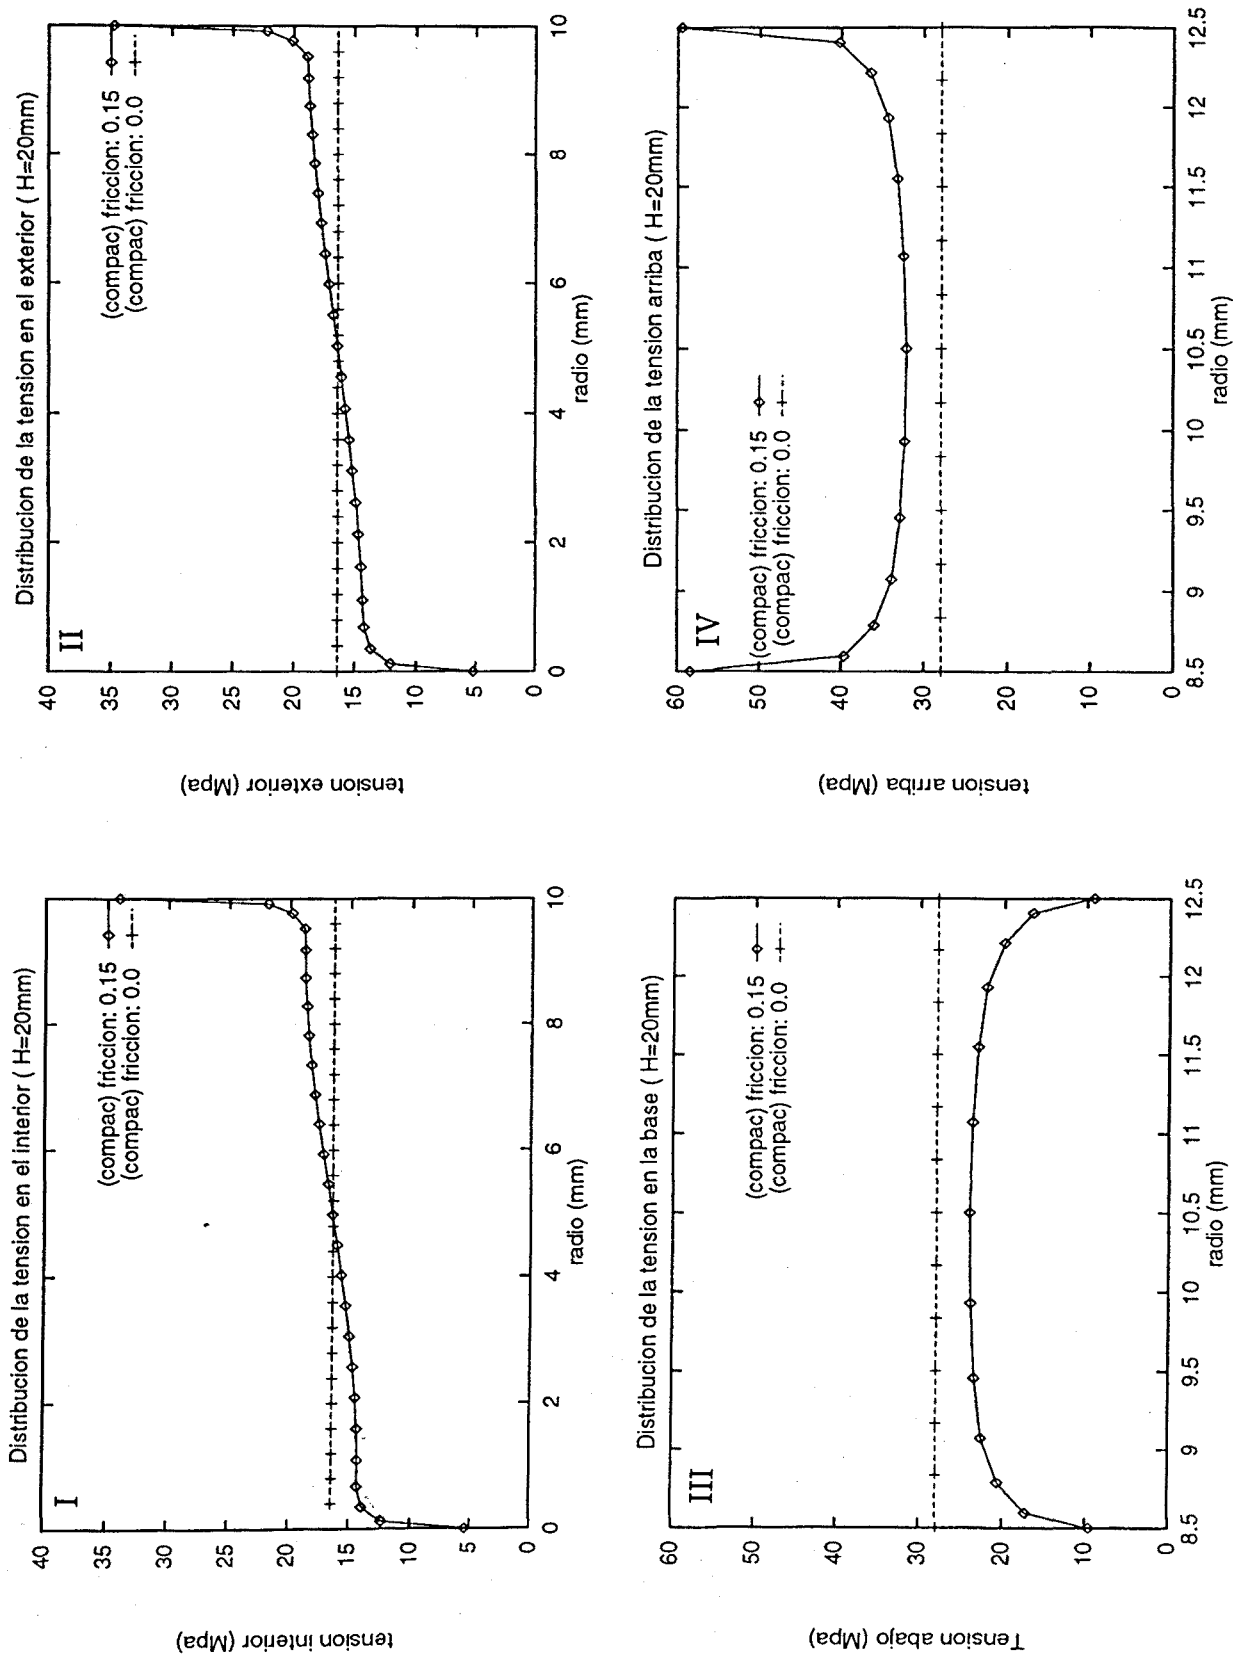 Distribucion de la tension en el interior ( H=20mm)
I
(compac) friccion: 0.15
(compac) friccion: 0.0
40
35
30
25
20
15
10
5
0
0
2
4
6
8
10
radio (mm)
tension interior (Mpa)
Distribucion de la tension en el exterior ( H=20mm)
II
(compac) friccion: 0.15
(compac) friccion: 0.0
40
35
30
25
20
15
10
5
0
0
2
4
6
8
10
radio (mm)
tension exterior (Mpa)
Distribucion de la tension en la base ( H=20mm)
III
(compac) friccion: 0.15
(compac) friccion: 0.0
60
50
40
30
20
10
0
8.5
9
9.5
10
10.5
11
11.5
12
12.5
radio (mm)
Tension abajo (Mpa)
Distribucion de la tension arriba ( H=20mm)
IV
(compac) friccion: 0.15
(compac) friccion: 0.0
60
50
40
30
20
10
0
8.5
9
9.5
10
10.5
11
11.5
12
12.5
radio (mm)
tension arriba (Mpa)